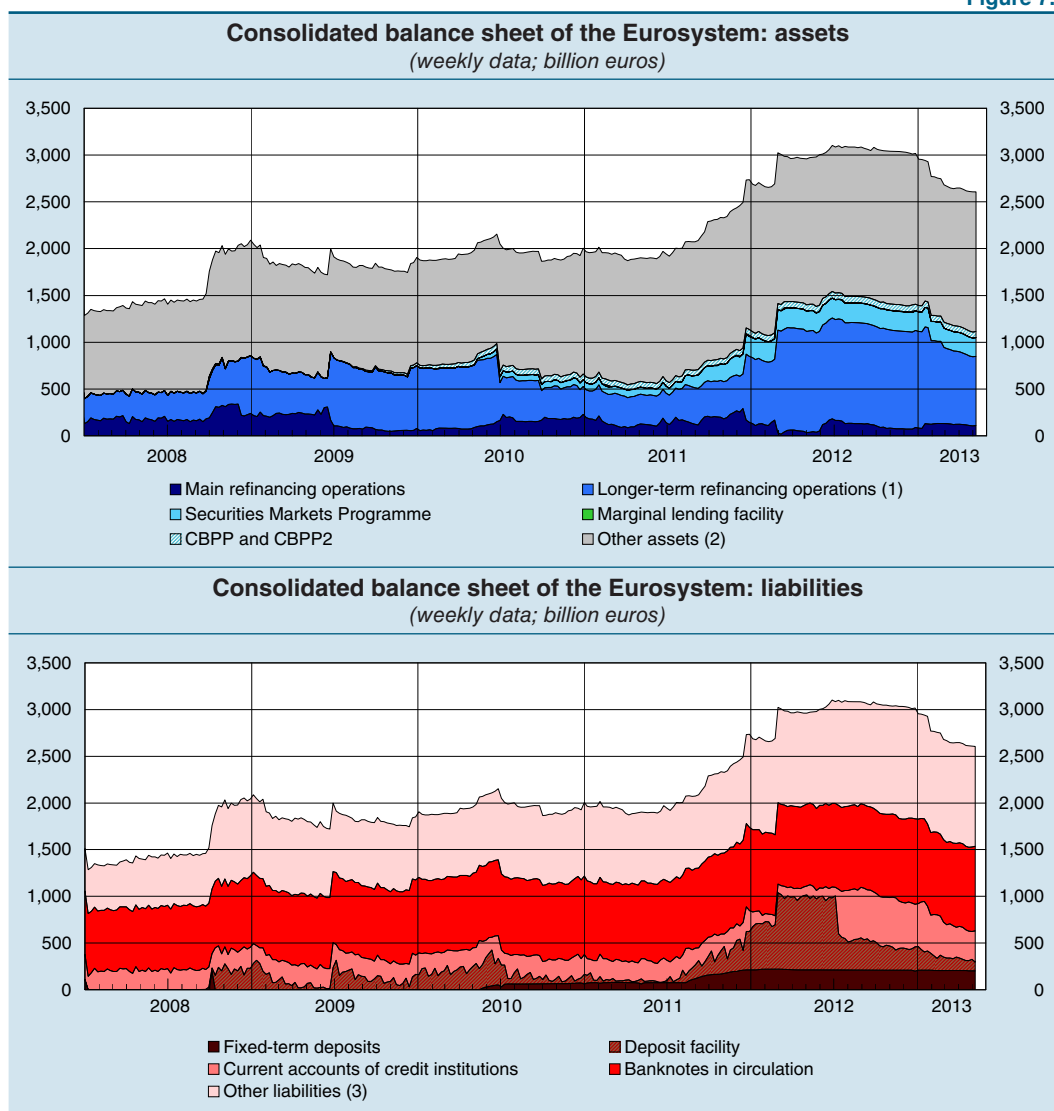 Figure 7.
Consolidated balance sheet of the Eurosystem: assets
(weekly data; billion euros)
3,500 3,500
3,000 3,000
2,500 2,500
2,000 2,000
1,500 1,500
1,000 1,000
500 500
0 0
2008 2009 2010 2011 2012 2013
Main refinancing operations Longer-term refinancing operations (1)
Securities Markets Programme Marginal lending facility
CBPP and CBPP2 Other assets (2)
Consolidated balance sheet of the Eurosystem: liabilities
(weekly data; billion euros)
3,500 3,500
3,000 3,000
2,500 2,500
2,000 2,000
1,500 1,500
1,000 1,000
500 500
0 0
2008 2009 2010 2011 2012 2013
Fixed-term deposits Deposit facility
Current accounts of credit institutions Banknotes in circulation
Other liabilities (3)